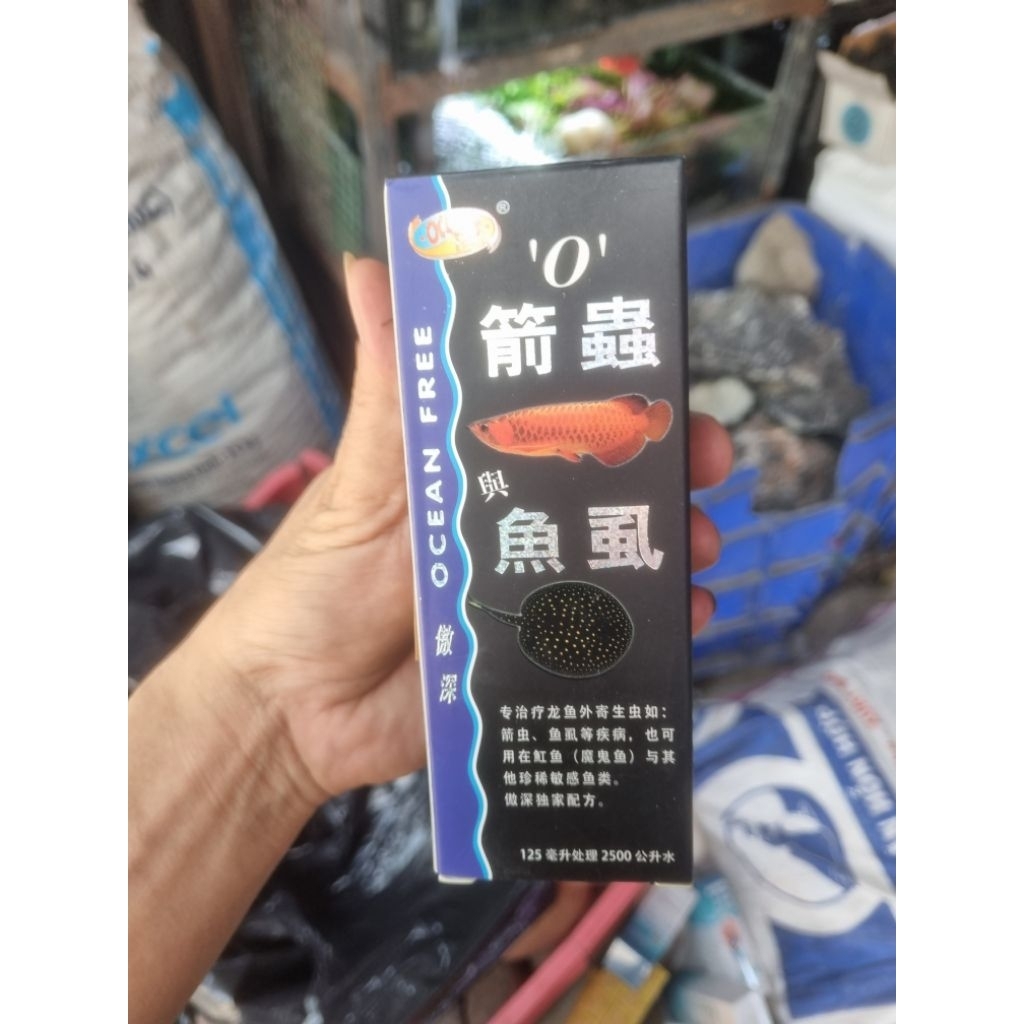 OCEAN FREE
傲深
®
'O'
箭蟲
與
魚虱
专治疗龙鱼外寄生虫如：
箭虫、鱼虱等疾病，也可
用在魟鱼（魔鬼鱼）与其
他珍稀敏感鱼类。
傲深独家配方。
125 毫升处理 2500 公升水
xcel